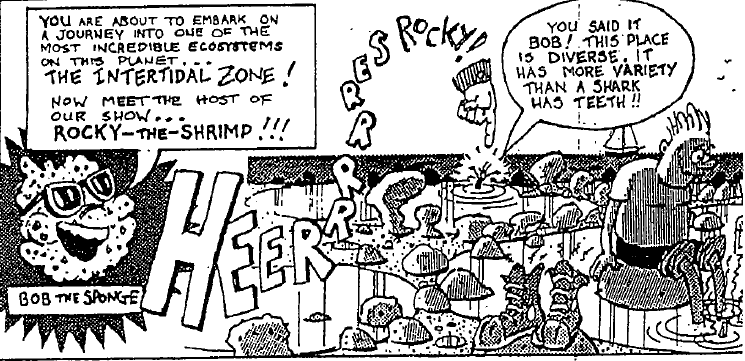 YOU ARE ABOUT TO EMBARK ON
A JOURNEY INTO ONE OF THE
MOST INCREDIBLE ECOSYSTEMS
ON THIS PLANET...
THE INTERTIDAL ZONE!
NOW MEET THE HOST OF
OUR SHOW...
ROCKY-THE-SHRIMP!!!
BOB THE SPONGE
HEERRRRRRES ROCKY!
YOU SAID IT
BOB! THIS PLACE
IS DIVERSE. IT
HAS MORE VARIETY
THAN A SHARK
HAS TEETH!!